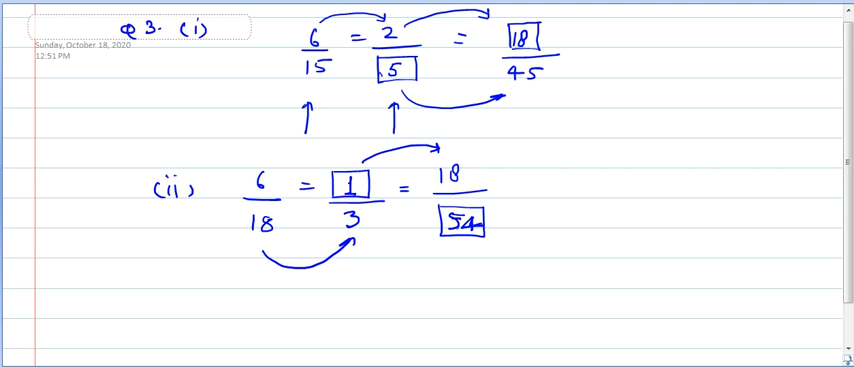 Q 3. (i)
Sunday, October 18, 2020
12:51 PM
6/15 = 2/5 = 18/45
(ii) 6/18 = 1/3 = 18/54